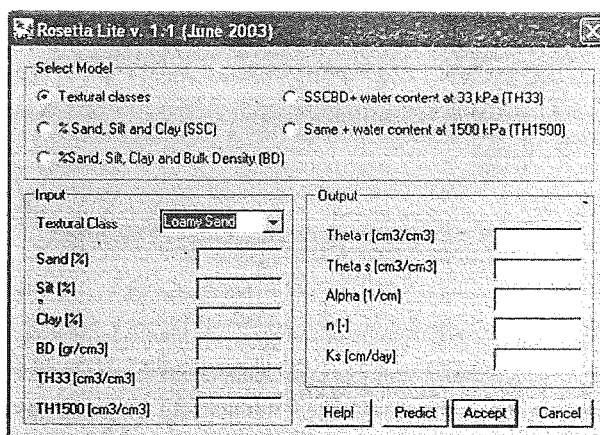 Rosetta Lite v. 1.1 (June 2003)
Select Model
Textural classes
SSCBD+ water content at 33 kPa (TH33)
% Sand, Silt and Clay (SSC)
Same + water content at 1500 kPa (TH1500)
%Sand, Silt, Clay and Bulk Density (BD)
Input
Textural Class
Loamy Sand
Sand [%]
Silt [%]
Clay [%]
BD [gr/cm3]
TH33 [cm3/cm3]
TH1500 [cm3/cm3]
Output
Theta r [cm3/cm3]
Theta s [cm3/cm3]
Alpha [1/cm]
n [-]
Ks [cm/day]
Help!
Predict
Accept
Cancel